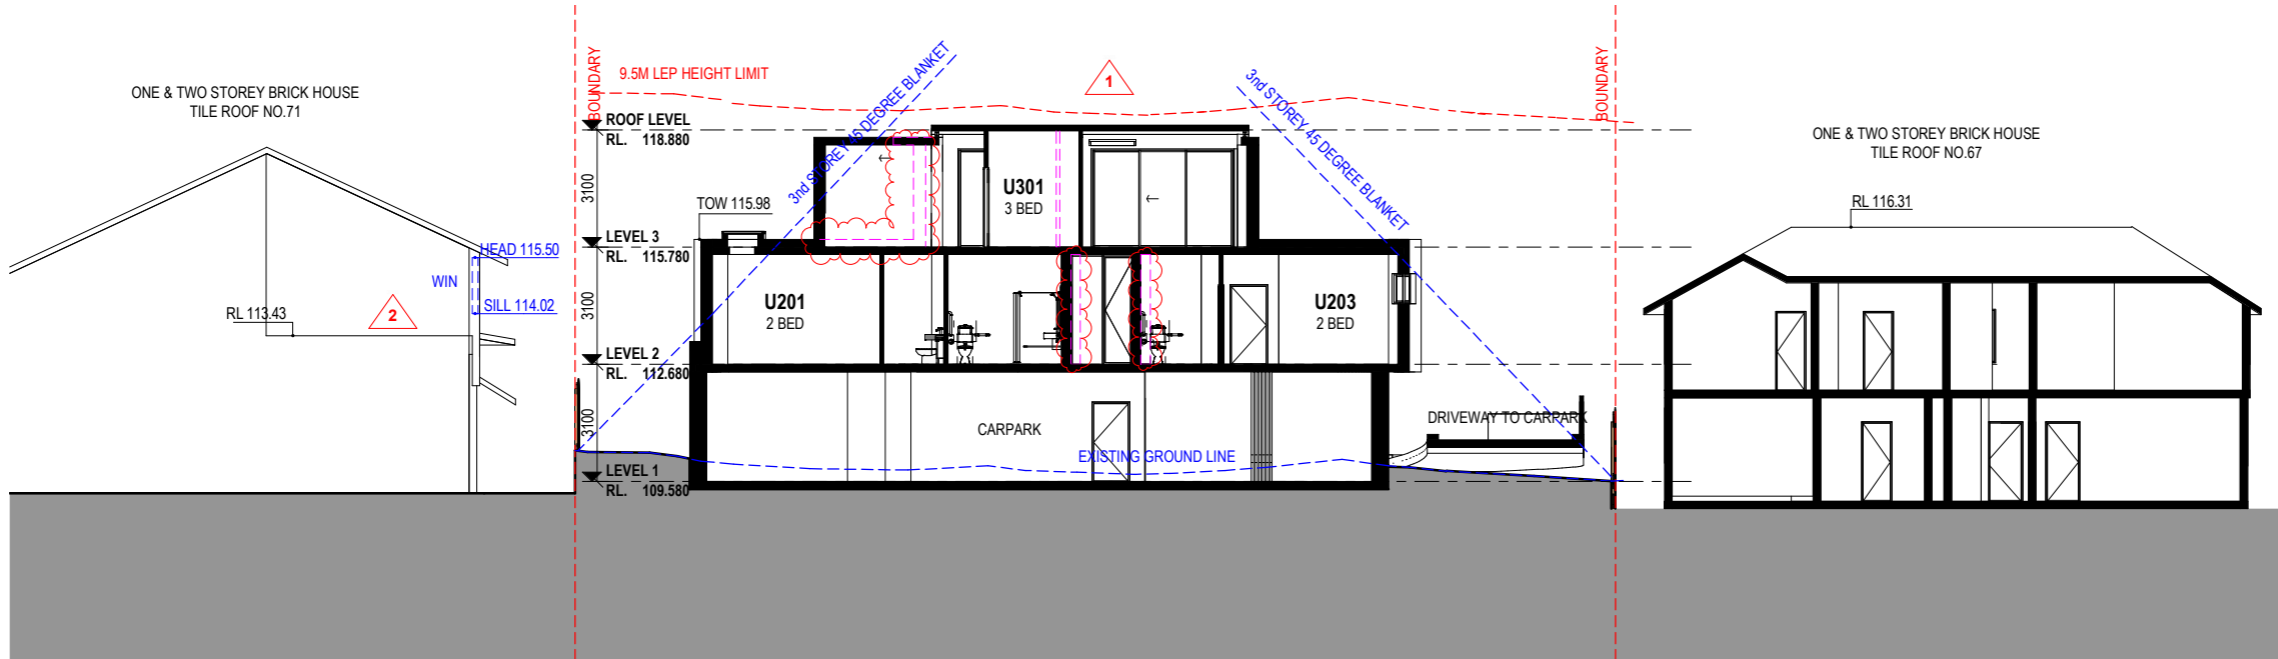 ONE & TWO STOREY BRICK HOUSE
TILE ROOF NO.71
BOUNDARY
9.5M LEP HEIGHT LIMIT
1
3nd STOREY 45 DEGREE BLANKET
3nd STOREY 45 DEGREE BLANKET
BOUNDARY
ONE & TWO STOREY BRICK HOUSE
TILE ROOF NO.67
ROOF LEVEL
RL. 118.880
3100
TOW 115.98
U301
3 BED
RL 116.31
LEVEL 3
RL. 115.780
HEAD 115.50
WIN
SILL 114.02
RL 113.43
2
3100
U201
2 BED
U203
2 BED
LEVEL 2
RL. 112.680
3100
CARPARK
DRIVEWAY TO CARPARK
EXISTING GROUND LINE
LEVEL 1
RL. 109.580